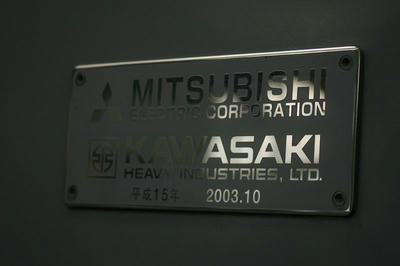 MITSUBISHI
ELECTRIC CORPORATION
KAWASAKI
HEAVY INDUSTRIES, LTD.
平成15年 2003.10